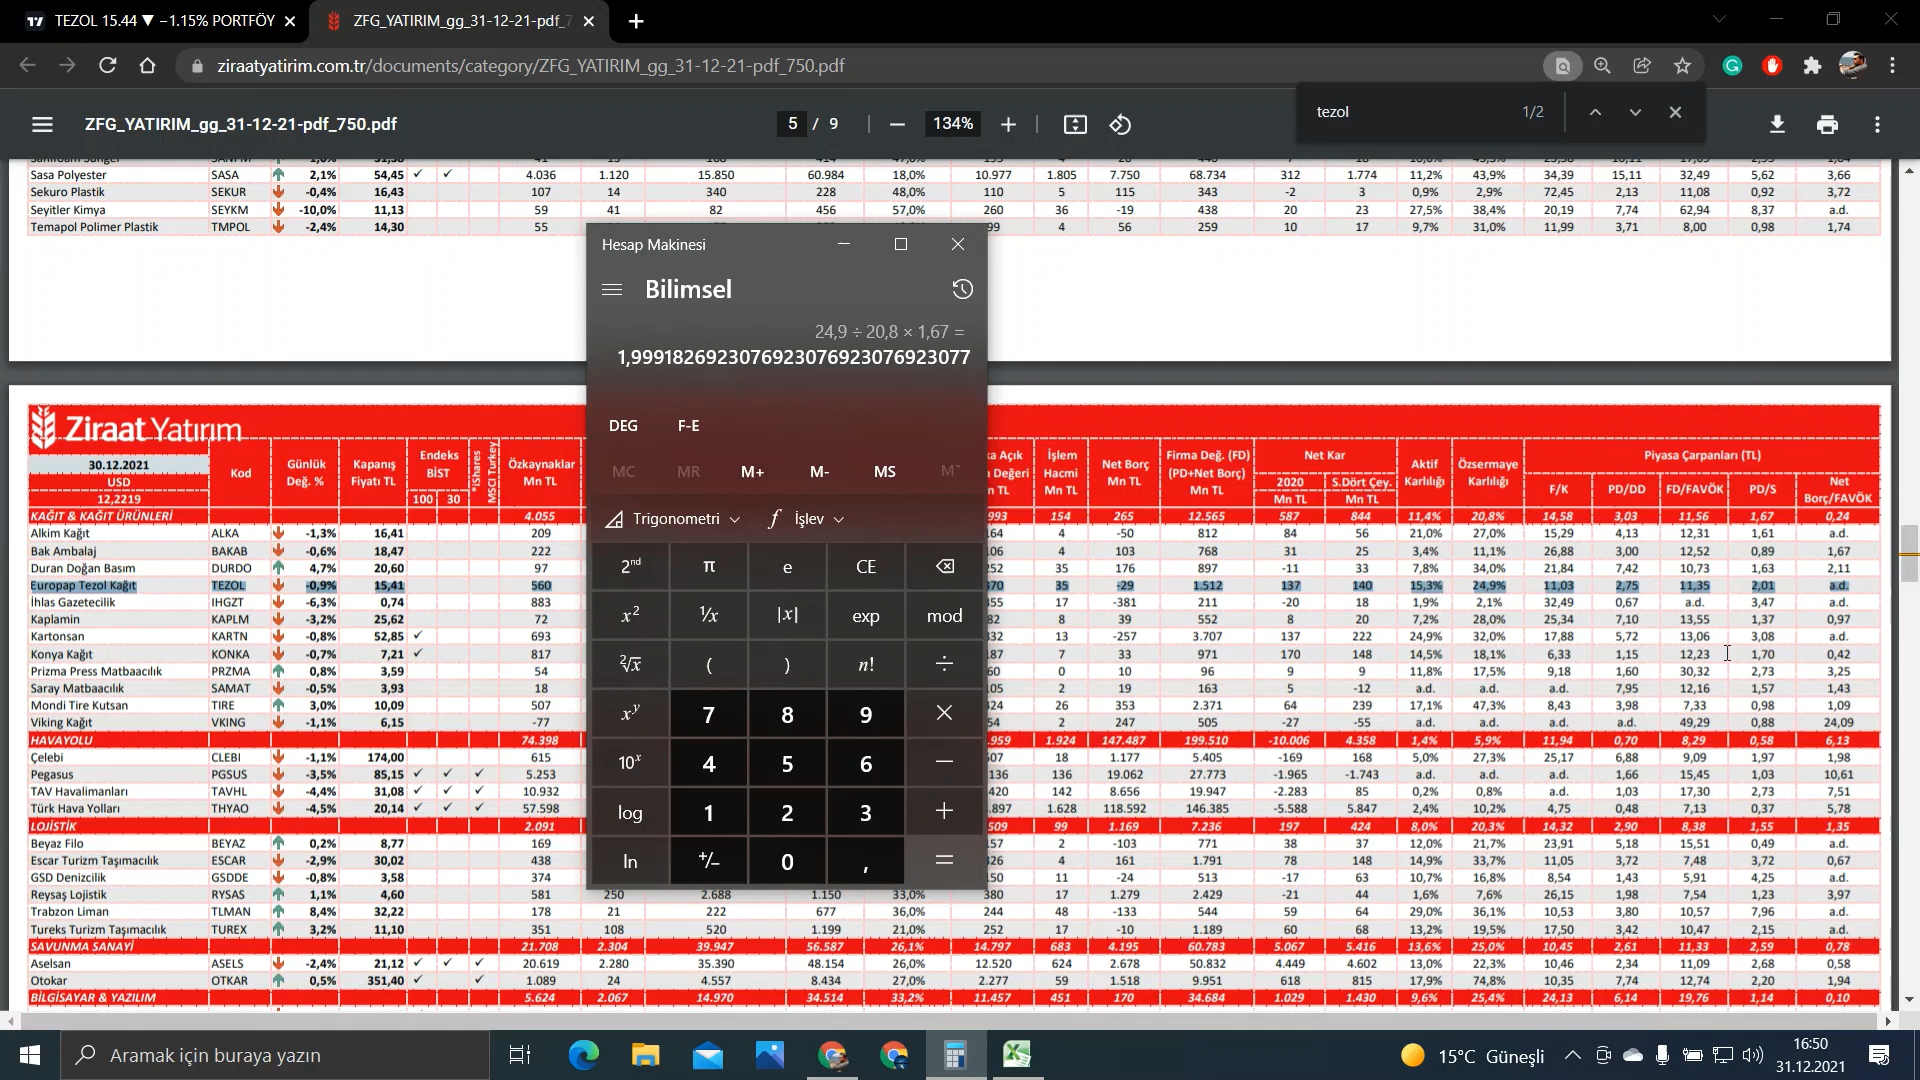 TEZOL 15.44 ▼ −1.15% PORTFÖY
ZFG_YATIRIM_gg_31-12-21-pdf_7
ziraatyatirim.com.tr/documents/category/ZFG_YATIRIM_gg_31-12-21-pdf_750.pdf
tezol 1/2
ZFG_YATIRIM_gg_31-12-21-pdf_750.pdf 5 / 9 134%
Sasa Polyester SASA 2,1% 54,45 ✓ ✓ 4.036 1.120 15.850 60.984 18,0% 10.977 1.805 7.750 68.734 312 1.774 11,2% 43,9% 34,39 15,11 32,49 5,62 3,66
Sekuro Plastik SEKUR -0,4% 16,43 107 14 340 228 48,0% 110 5 115 343 -2 3 0,9% 2,9% 72,45 2,13 11,08 0,92 3,72
Seyitler Kimya SEYKM -10,0% 11,13 59 41 82 456 57,0% 260 36 -19 438 20 23 27,5% 38,4% 20,19 7,74 62,94 8,37 a.d.
Temapol Polimer Plastik TMPOL -2,4% 14,30 55 99 4 56 259 10 17 9,7% 31,0% 11,99 3,71 8,00 0,98 1,74
Hesap Makinesi
Bilimsel
24,9 ÷ 20,8 × 1,67 =
1,9991826923076923076923076923077
DEG F-E
MC MR M+ M- MS M˅
Trigonometri f İşlev
2nd π e CE
x² ¹/x |x| exp mod
²√x ( ) n! ÷
xʸ 7 8 9 ×
10ˣ 4 5 6 −
log 1 2 3 +
ln +/− 0 , =
Ziraat Yatırım
30.12.2021
USD
12,2219
Kod
Günlük Değ. %
Kapanış Fiyatı TL
Endeks BİST
100 30
*iShares MSCI Turkey
Özkaynaklar Mn TL
İşlem Hacmi Mn TL
Net Borç Mn TL
Firma Değ. (FD) (PD+Net Borç) Mn TL
Net Kar
2020 S.Dört Çey.
Mn TL Mn TL
Aktif Karlılığı
Özsermaye Karlılığı
Piyasa Çarpanları (TL)
F/K PD/DD FD/FAVÖK PD/S Net Borç/FAVÖK
KAĞIT & KAĞIT ÜRÜNLERİ 4.055 993 154 265 12.565 587 844 11,4% 20,8% 14,58 3,03 11,56 1,67 0,24
Alkim Kağıt ALKA -1,3% 16,41 209 164 4 -50 812 84 56 21,0% 27,0% 15,29 4,13 12,31 1,61 a.d.
Bak Ambalaj BAKAB -0,6% 18,47 222 106 4 103 768 31 25 3,4% 11,1% 26,88 3,00 12,52 0,89 1,67
Duran Doğan Basım DURDO 4,7% 20,60 97 252 35 176 897 -11 33 7,8% 34,0% 21,84 7,42 10,73 1,63 2,11
Europap Tezol Kağıt TEZOL -0,9% 15,41 560 370 35 -29 1.512 137 140 15,3% 24,9% 11,03 2,75 11,35 2,01 a.d.
İhlas Gazetecilik IHGZT -6,3% 0,74 883 355 17 -381 211 -20 18 1,9% 2,1% 32,49 0,67 a.d. 3,47 a.d.
Kaplamin KAPLM -3,2% 25,62 72 82 8 39 552 8 20 7,2% 28,0% 25,34 7,10 13,55 1,37 0,97
Kartonsan KARTN -0,8% 52,85 ✓ 693 332 13 -257 3.707 137 222 24,9% 32,0% 17,88 5,72 13,06 3,08 a.d.
Konya Kağıt KONKA -0,7% 7,21 ✓ 817 187 7 33 971 170 148 14,5% 18,1% 6,33 1,15 12,23 1,70 0,42
Prizma Press Matbaacılık PRZMA 0,8% 3,59 54 60 0 10 96 9 9 11,8% 17,5% 9,18 1,60 30,32 2,73 3,25
Saray Matbaacılık SAMAT -0,5% 3,93 18 105 2 19 163 5 -12 a.d. a.d. a.d. 7,95 12,16 1,57 1,43
Mondi Tire Kutsan TIRE 3,0% 10,09 507 424 26 353 2.371 64 239 17,1% 47,3% 8,43 3,98 7,33 0,98 1,09
Viking Kağıt VKING -1,1% 6,15 -77 54 2 247 505 -27 -55 a.d. a.d. a.d. a.d. 49,29 0,88 24,09
HAVAYOLU 74.398 .959 1.924 147.487 199.510 -10.006 4.358 1,4% 5,9% 11,94 0,70 8,29 0,58 6,13
Çelebi CLEBI -1,1% 174,00 615 507 18 1.177 5.405 -169 168 5,0% 27,3% 25,17 6,88 9,09 1,97 1,98
Pegasus PGSUS -3,5% 85,15 ✓ ✓ ✓ 5.253 136 136 19.062 27.773 -1.965 -1.743 a.d. a.d. a.d. 1,66 15,45 1,03 10,61
TAV Havalimanları TAVHL -4,4% 31,08 ✓ ✓ ✓ 10.932 420 142 8.656 19.947 -2.283 85 0,2% 0,8% a.d. 1,03 17,30 2,73 7,51
Türk Hava Yolları THYAO -4,5% 20,14 ✓ ✓ ✓ 57.598 .897 1.628 118.592 146.385 -5.588 5.847 2,4% 10,2% 4,75 0,48 7,13 0,37 5,78
LOJİSTİK 2.091 509 99 1.169 7.236 197 424 8,0% 20,3% 14,32 2,90 8,38 1,55 1,35
Beyaz Filo BEYAZ 0,2% 8,77 169 157 2 -103 771 38 37 12,0% 21,7% 23,91 5,18 15,51 0,49 a.d.
Escar Turizm Taşımacılık ESCAR -2,9% 30,02 438 326 4 161 1.791 78 148 14,9% 33,7% 11,05 3,72 7,48 3,72 0,67
GSD Denizcilik GSDDE -0,8% 3,58 374 150 11 -24 513 -17 63 10,7% 16,8% 8,54 1,43 5,91 4,25 a.d.
Reysaş Lojistik RYSAS 1,1% 4,60 581 250 2.688 1.150 33,0% 380 17 1.279 2.429 -21 44 1,6% 7,6% 26,15 1,98 7,54 1,23 3,97
Trabzon Liman TLMAN 8,4% 32,22 178 21 222 677 36,0% 244 48 -133 544 59 64 29,0% 36,1% 10,53 3,80 10,57 7,96 a.d.
Tureks Turizm Taşımacılık TUREX 3,2% 11,10 351 108 520 1.199 21,0% 252 17 -10 1.189 60 68 13,2% 19,5% 17,50 3,42 10,47 2,15 a.d.
SAVUNMA SANAYİ 21.708 2.304 39.947 56.587 26,1% 14.797 683 4.195 60.783 5.067 5.416 13,6% 25,0% 10,45 2,61 11,33 2,59 0,78
Aselsan ASELS -2,4% 21,12 ✓ ✓ ✓ 20.619 2.280 35.390 48.154 26,0% 12.520 624 2.678 50.832 4.449 4.602 13,0% 22,3% 10,46 2,34 11,09 2,68 0,58
Otokar OTKAR 0,5% 351,40 ✓ ✓ 1.089 24 4.557 8.434 27,0% 2.277 59 1.518 9.951 618 815 17,9% 74,8% 10,35 7,74 12,74 2,20 1,94
BİLGİSAYAR & YAZILIM 5.624 2.067 14.970 34.514 33,2% 11.457 451 170 34.684 1.029 1.430 9,6% 25,4% 24,13 6,14 19,76 1,14 0,10
Aramak için buraya yazın
15°C Güneşli
16:50
31.12.2021